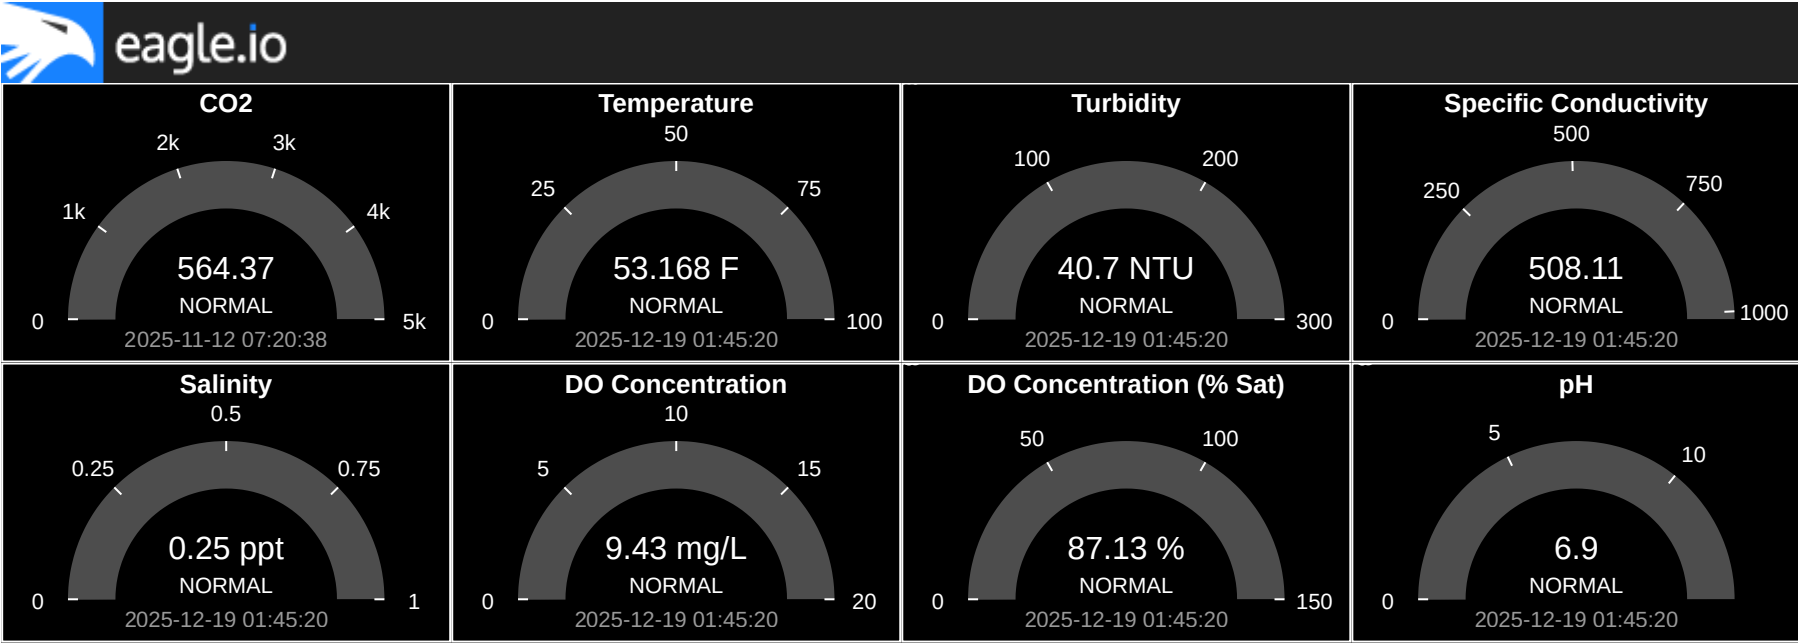 eagle.io
CO2
2k
3k
1k
4k
564.37
NORMAL
0
5k
2025-11-12 07:20:38
Temperature
50
25
75
53.168 F
NORMAL
0
100
2025-12-19 01:45:20
Turbidity
100
200
40.7 NTU
NORMAL
0
300
2025-12-19 01:45:20
Specific Conductivity
500
250
750
508.11
NORMAL
0
1000
2025-12-19 01:45:20
Salinity
0.5
0.25
0.75
0.25 ppt
NORMAL
0
1
2025-12-19 01:45:20
DO Concentration
10
5
15
9.43 mg/L
NORMAL
0
20
2025-12-19 01:45:20
DO Concentration (% Sat)
50
100
87.13 %
NORMAL
0
150
2025-12-19 01:45:20
pH
5
10
6.9
NORMAL
0
2025-12-19 01:45:20